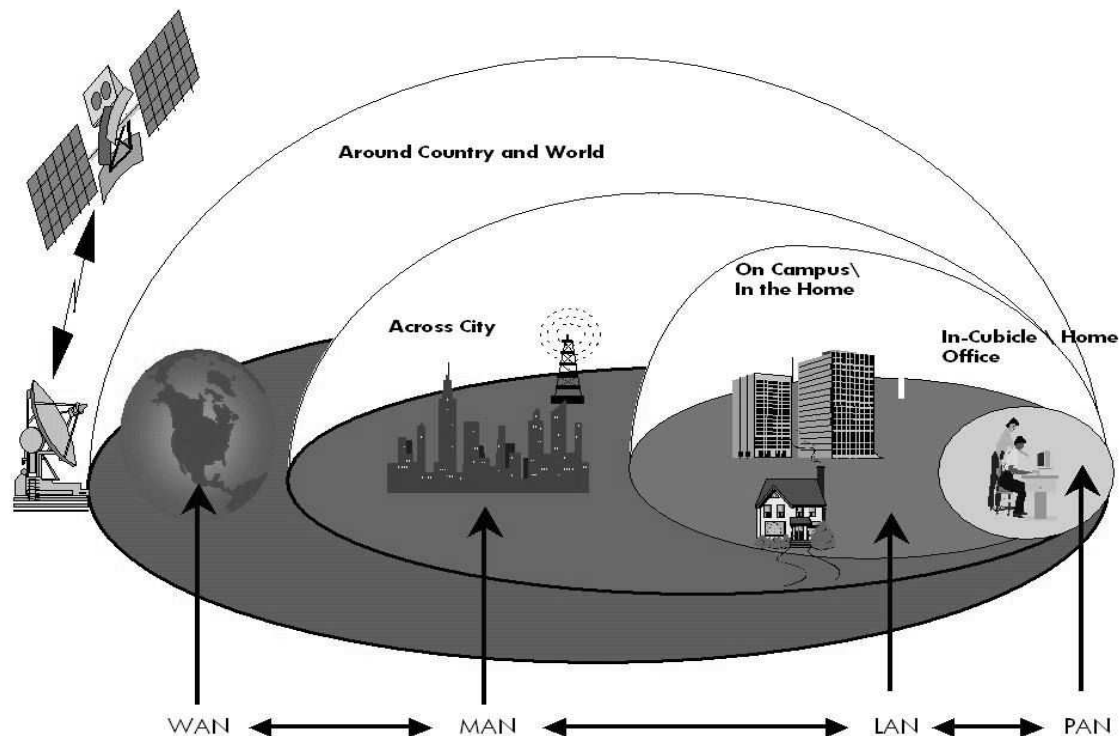 Around Country and World
On Campus\
In the Home
Across City
In-Cubicle \ Home
Office
WAN
MAN
LAN
PAN